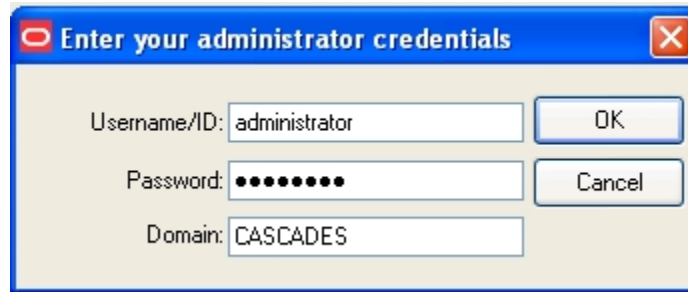 Enter your administrator credentials
Username/ID: administrator
OK
Password: ●●●●●●●●
Cancel
Domain: CASCADES